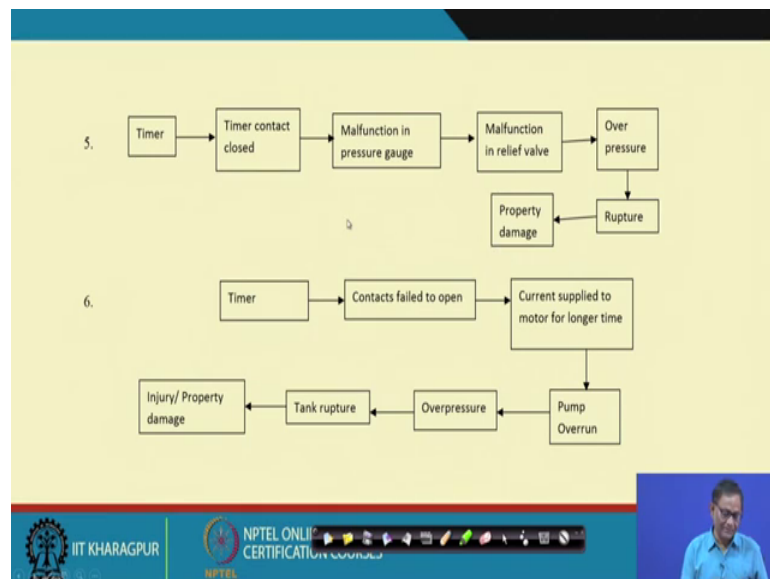 5.
Timer
Timer contact
closed
Malfunction in
pressure gauge
Malfunction
in relief valve
Over
pressure
Rupture
Property
damage
6.
Timer
Contacts failed to open
Current supplied to
motor for longer time
Pump
Overrun
Overpressure
Tank rupture
Injury/ Property
damage
IIT KHARAGPUR
NPTEL
NPTEL ONLI
CERTIFICATION COURSES